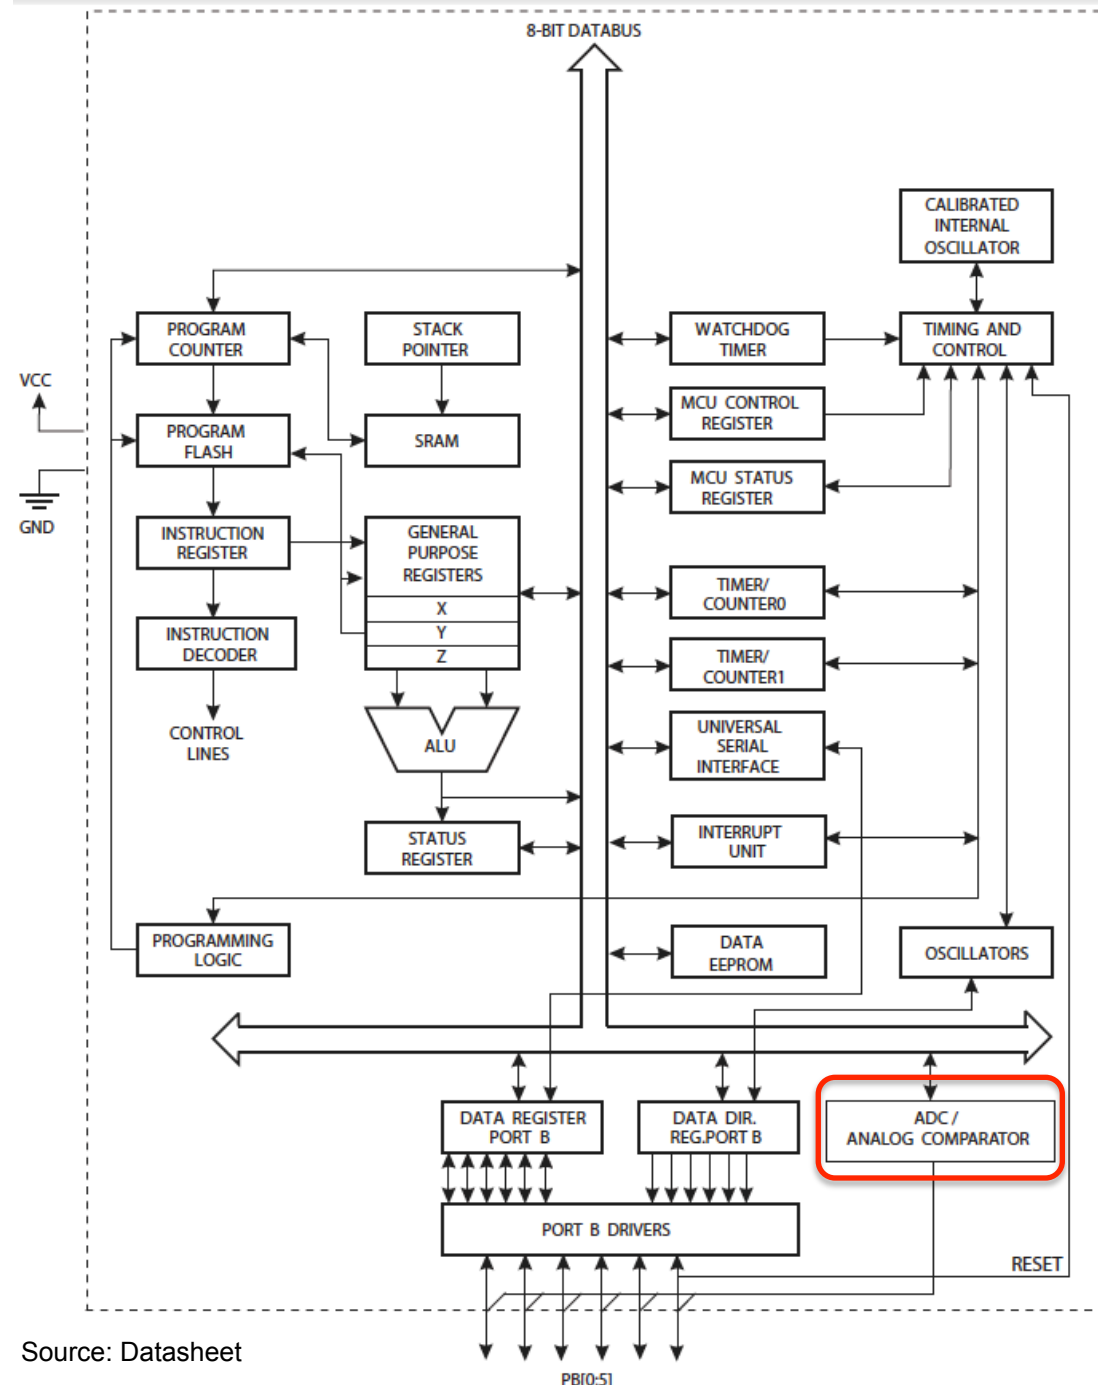 8-BIT DATABUS
CALIBRATED
INTERNAL
OSCILLATOR
PROGRAM
COUNTER
STACK
POINTER
WATCHDOG
TIMER
TIMING AND
CONTROL
VCC
MCU CONTROL
REGISTER
PROGRAM
FLASH
SRAM
MCU STATUS
REGISTER
GND
INSTRUCTION
REGISTER
GENERAL
PURPOSE
REGISTERS
X
Y
Z
TIMER/
COUNTER0
INSTRUCTION
DECODER
TIMER/
COUNTER1
CONTROL
LINES
ALU
UNIVERSAL
SERIAL
INTERFACE
STATUS
REGISTER
INTERRUPT
UNIT
PROGRAMMING
LOGIC
DATA
EEPROM
OSCILLATORS
DATA REGISTER
PORT B
DATA DIR.
REG.PORT B
ADC /
ANALOG COMPARATOR
PORT B DRIVERS
RESET
Source: Datasheet
PB[0:5]